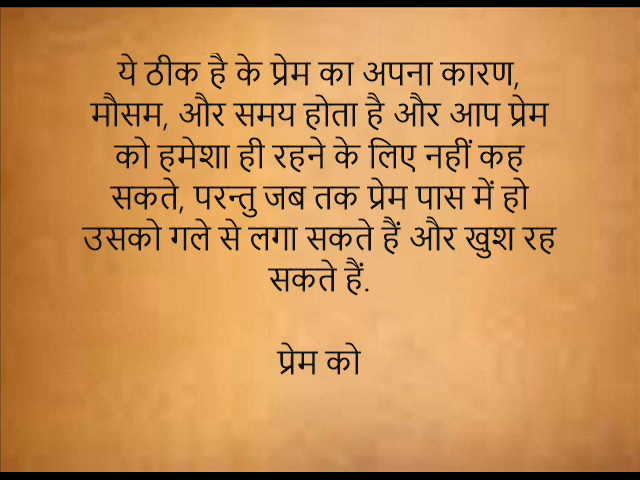 ये ठीक है के प्रेम का अपना कारण,
मौसम, और समय होता है और आप प्रेम
को हमेशा ही रहने के लिए नहीं कह
सकते, परन्तु जब तक प्रेम पास में हो
उसको गले से लगा सकते हैं और खुश रह
सकते हैं.
प्रेम को